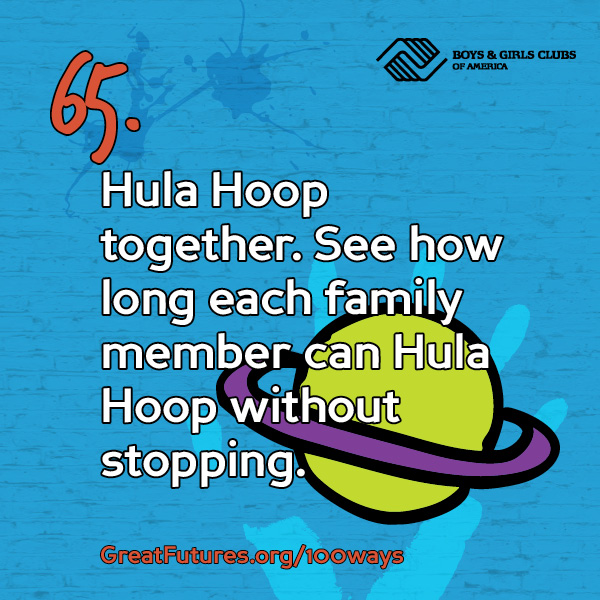 65.
BOYS & GIRLS CLUBS
OF AMERICA
Hula Hoop
together. See how
long each family
member can Hula
Hoop without
stopping.
GreatFutures.org/100ways